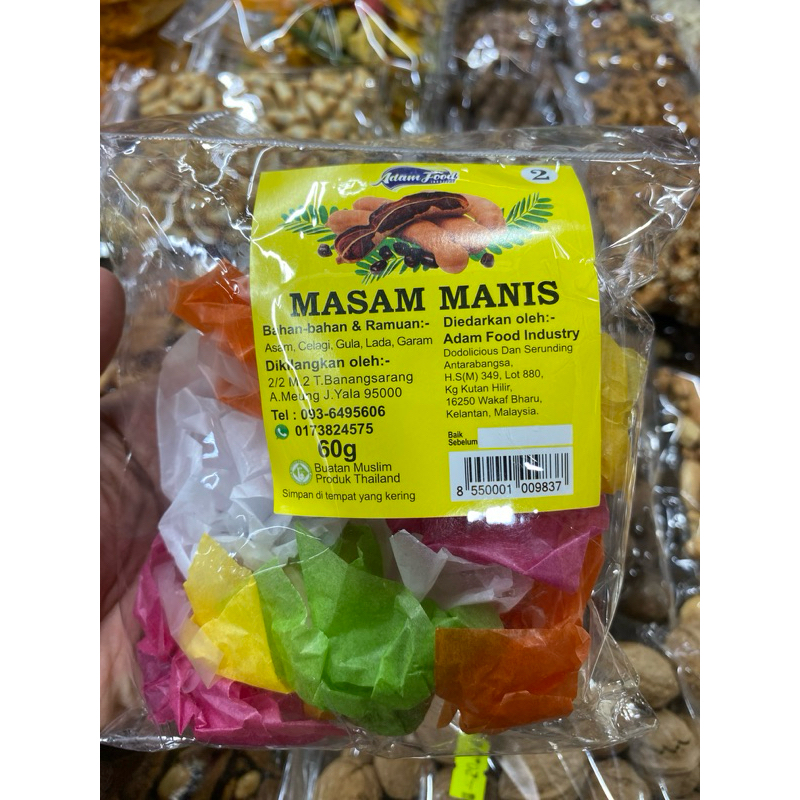 Adam Food
2
MASAM MANIS
Bahan-bahan & Ramuan:-
Asam, Celagi, Gula, Lada, Garam
Dikilangkan oleh:-
2/2 M.2 T.Banangsarang
A.Meung J.Yala 95000
Tel : 093-6495606
0173824575
60g
Buatan Muslim
Produk Thailand
Simpan di tempat yang kering
Diedarkan oleh:-
Adam Food Industry
Dodolicious Dan Serunding
Antarabangsa,
H.S(M) 349, Lot 880,
Kg Kutan Hilir,
16250 Wakaf Bharu,
Kelantan, Malaysia.
Baik
Sebelum
8 550001 009837